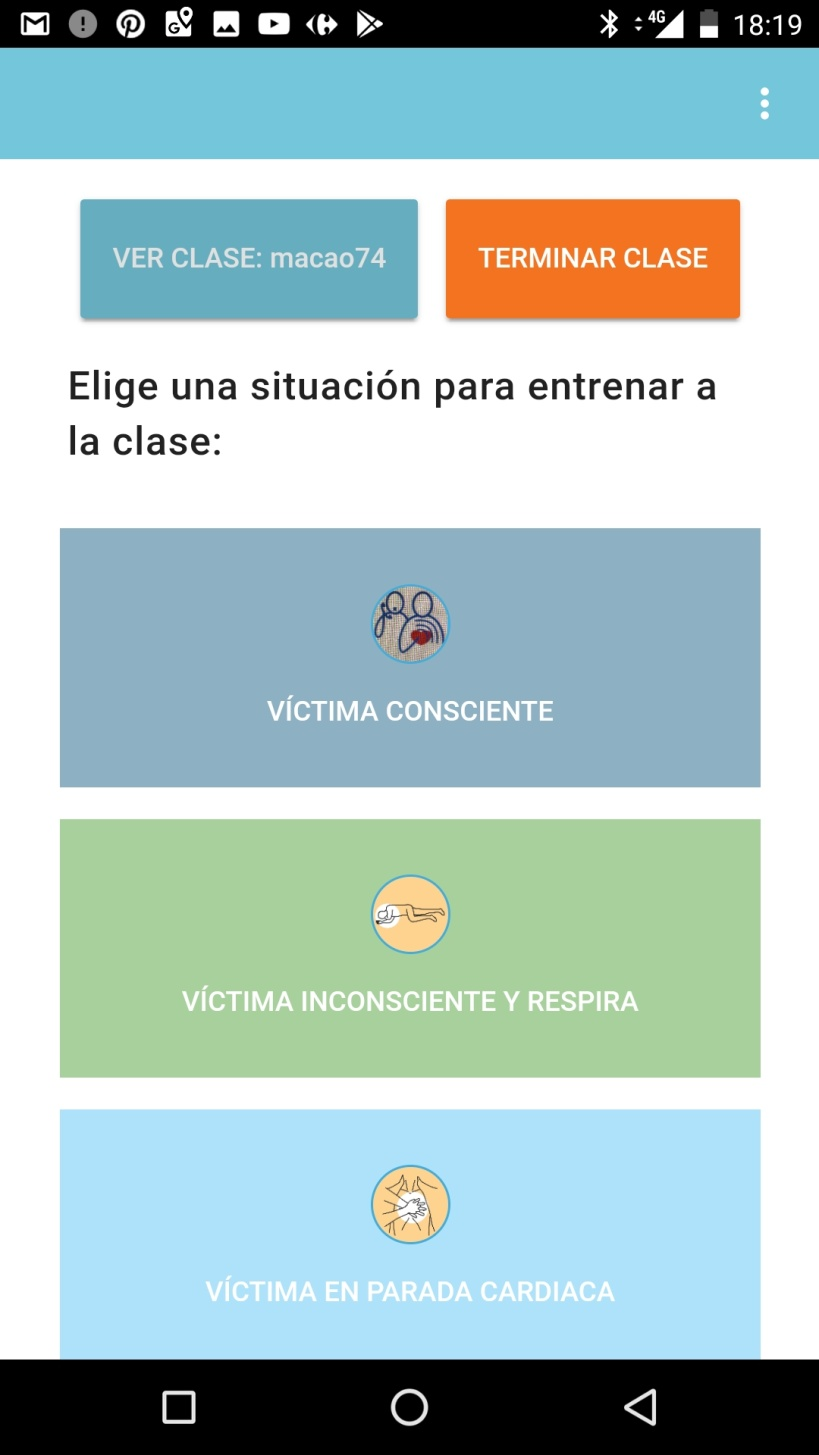 4G 18:19
VER CLASE: macao74
TERMINAR CLASE
Elige una situación para entrenar a
la clase:
VÍCTIMA CONSCIENTE
VÍCTIMA INCONSCIENTE Y RESPIRA
VÍCTIMA EN PARADA CARDIACA